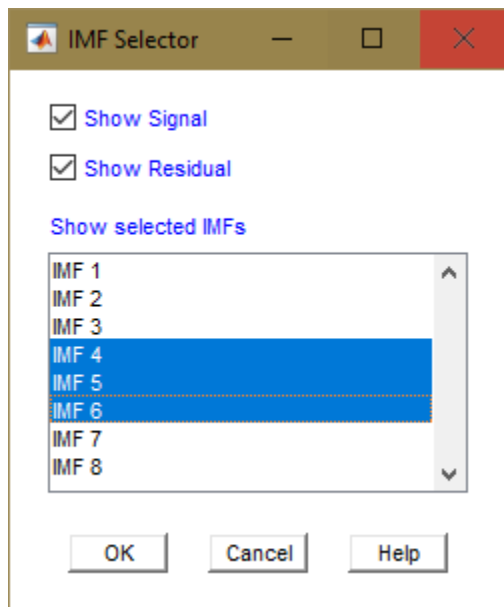 IMF Selector
Show Signal
Show Residual
Show selected IMFs
IMF 1
IMF 2
IMF 3
IMF 4
IMF 5
IMF 6
IMF 7
IMF 8
OK Cancel Help